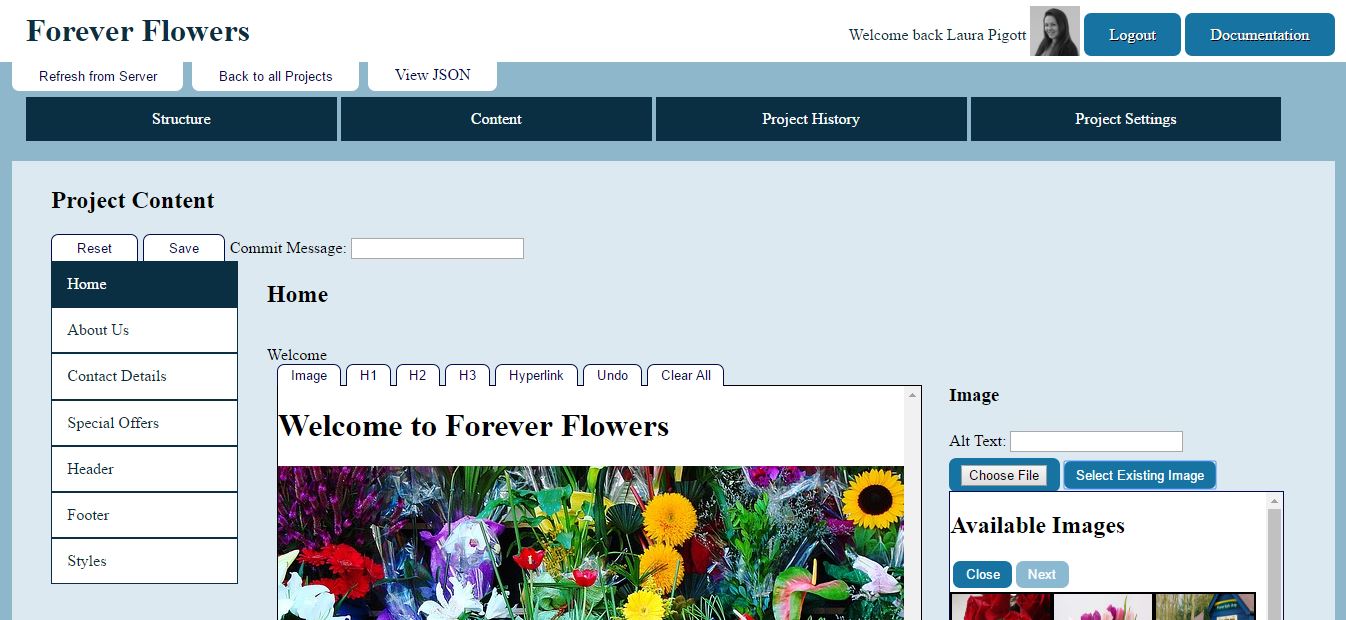 Forever Flowers
Welcome back Laura Pigott Logout Documentation
Refresh from Server Back to all Projects View JSON
Structure Content Project History Project Settings
Project Content
Reset Save Commit Message:
Home
About Us
Contact Details
Special Offers
Header
Footer
Styles
Home
Welcome
Image H1 H2 H3 Hyperlink Undo Clear All
Welcome to Forever Flowers
Image
Alt Text:
Choose File Select Existing Image
Available Images
Close Next